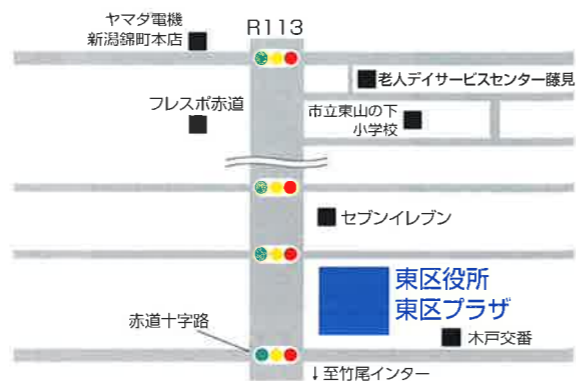 ヤマダ電機
新潟錦町本店
R113
老人デイサービスセンター藤見
フレスポ赤道
市立東山の下
小学校
セブンイレブン
東区役所
東区プラザ
赤道十字路
木戸交番
↓至竹尾インター